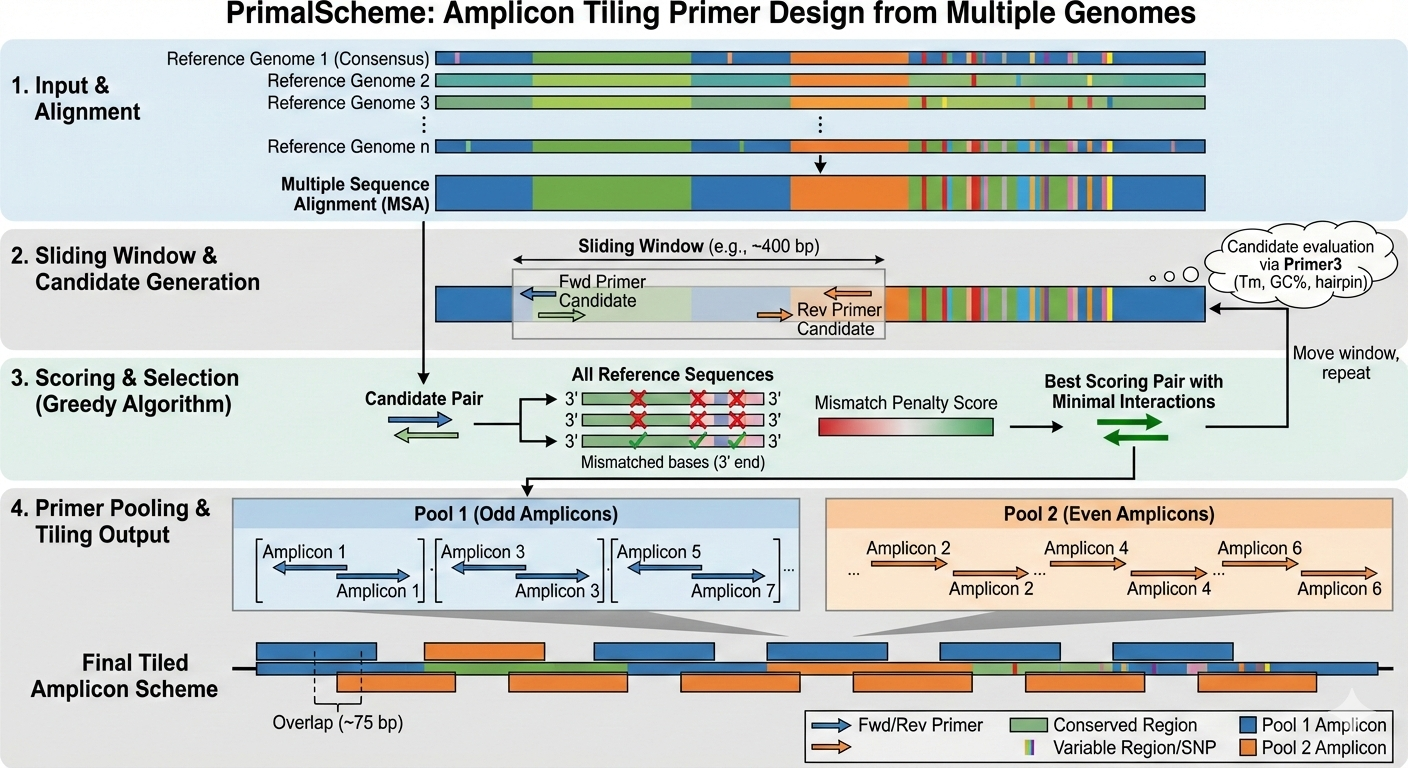 PrimalScheme: Amplicon Tiling Primer Design from Multiple Genomes
1. Input &
Alignment
Reference Genome 1 (Consensus)
Reference Genome 2
Reference Genome 3
⋮
⋮
Reference Genome n
Multiple Sequence
Alignment (MSA)
2. Sliding Window &
Candidate Generation
Sliding Window (e.g., ~400 bp)
Fwd Primer
Candidate
Rev Primer
Candidate
Candidate evaluation
via Primer3
(Tm, GC%, hairpin)
Move window,
repeat
3. Scoring & Selection
(Greedy Algorithm)
Candidate Pair
All Reference Sequences
3' 3'
3' 3'
3' 3'
Mismatched bases (3' end)
Mismatch Penalty Score
Best Scoring Pair with
Minimal Interactions
4. Primer Pooling &
Tiling Output
Pool 1 (Odd Amplicons)
Amplicon 1
Amplicon 1
Amplicon 3
Amplicon 3
Amplicon 5
Amplicon 7
...
Pool 2 (Even Amplicons)
...
Amplicon 2
Amplicon 2
...
Amplicon 4
Amplicon 4
...
Amplicon 6
Amplicon 6
Final Tiled
Amplicon Scheme
Overlap (~75 bp)
Fwd/Rev Primer
Conserved Region
Variable Region/SNP
Pool 1 Amplicon
Pool 2 Amplicon